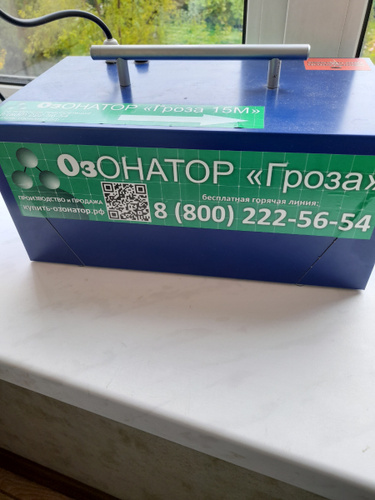 ОзОНАТОР «Гроза 15М»
ОзОНАТОР «Гроза»
ПРОИЗВОДСТВО и ПРОДАЖА
купить-озонатор.рф
бесплатная горячая линия:
8 (800) 222-56-54